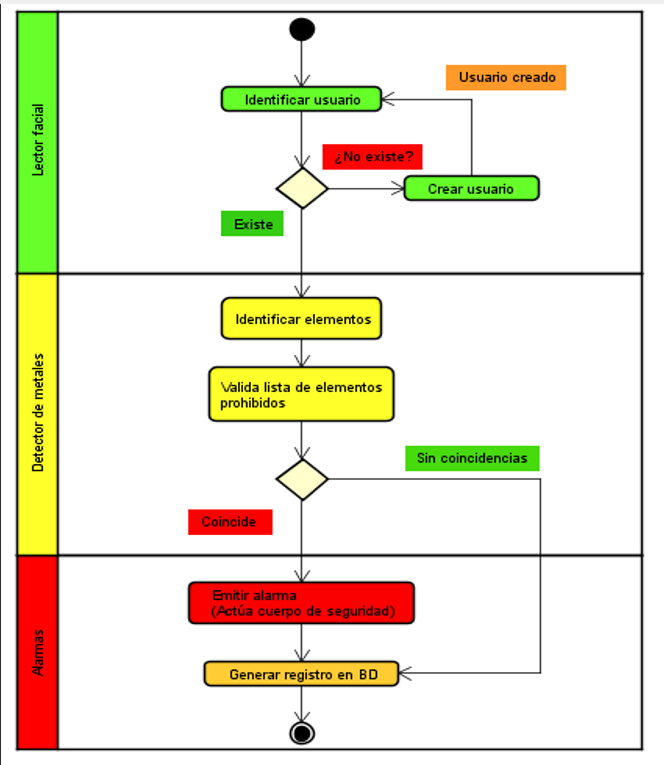 Lector facial
Usuario creado
Identificar usuario
¿No existe?
Crear usuario
Existe
Detector de metales
Identificar elementos
Valida lista de elementos
prohibidos
Sin coincidencias
Coincide
Alarmas
Emitir alarma
(Actúa cuerpo de seguridad)
Generar registro en BD